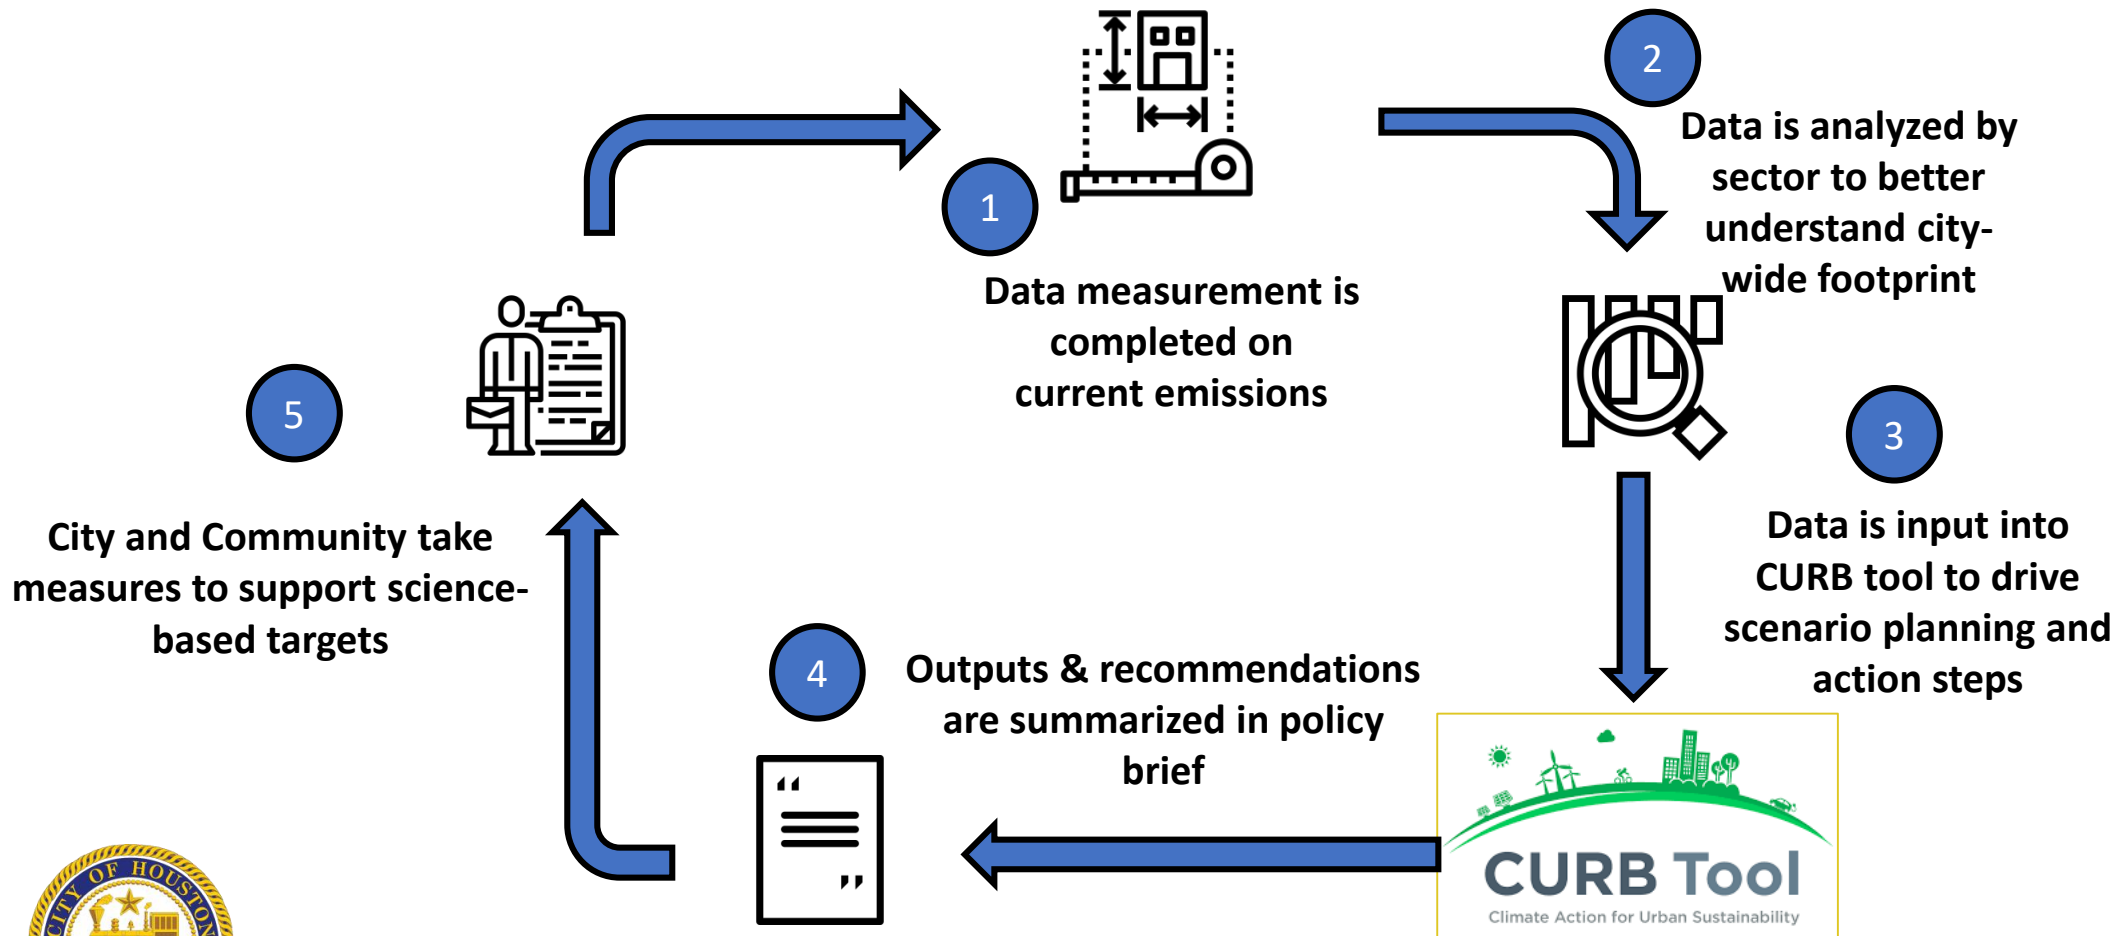 1
Data measurement is
completed on
current emissions
2
Data is analyzed by
sector to better
understand city-
wide footprint
3
Data is input into
CURB tool to drive
scenario planning and
action steps
CURB Tool
Climate Action for Urban Sustainability
4
Outputs & recommendations
are summarized in policy
brief
“
”
5
City and Community take
measures to support science-
based targets
CITY OF HOUSTON